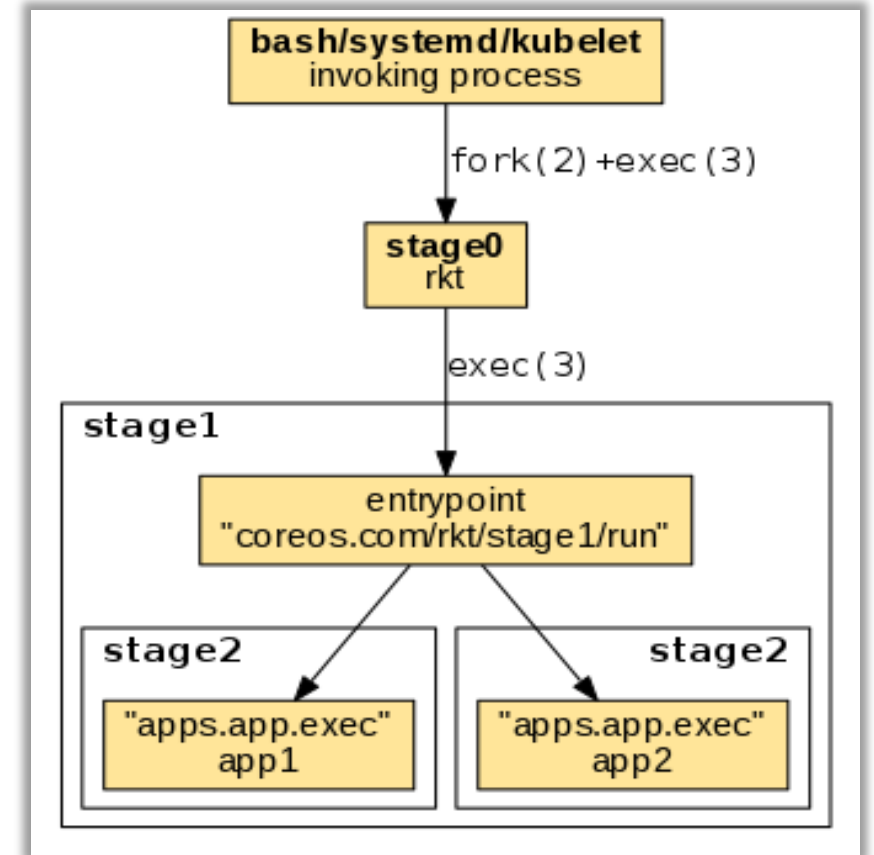 bash/systemd/kubelet
invoking process
fork(2)+exec(3)
stage0
rkt
exec(3)
stage1
entrypoint
"coreos.com/rkt/stage1/run"
stage2
"apps.app.exec"
app1
stage2
"apps.app.exec"
app2